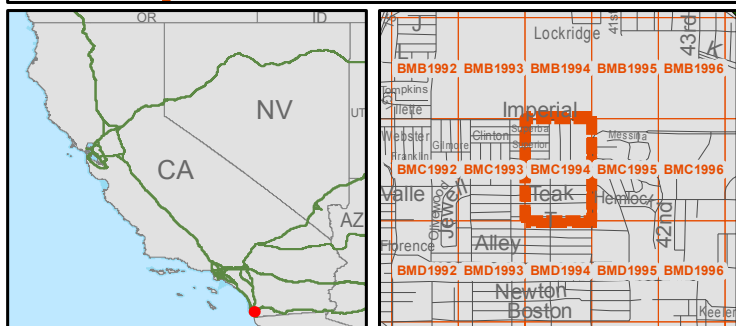 OR ID
NV
UT
CA
AZ
J
Lockridge
41st
43rd
L
K
BMB1992 BMB1993 BMB1994 BMB1995 BMB1996
Tompkins
Imperial
Webster
Clinton
Superba
Messina
Gilmore
Superior
Franklin
BMC1992 BMC1993 BMC1994 BMC1995 BMC1996
Valle
Jewell
Olivewood
Teak
Hemlock
42nd
T
Florence
Alley
BMD1992 BMD1993 BMD1994 BMD1995 BMD1996
Newton
Boston
Keeler